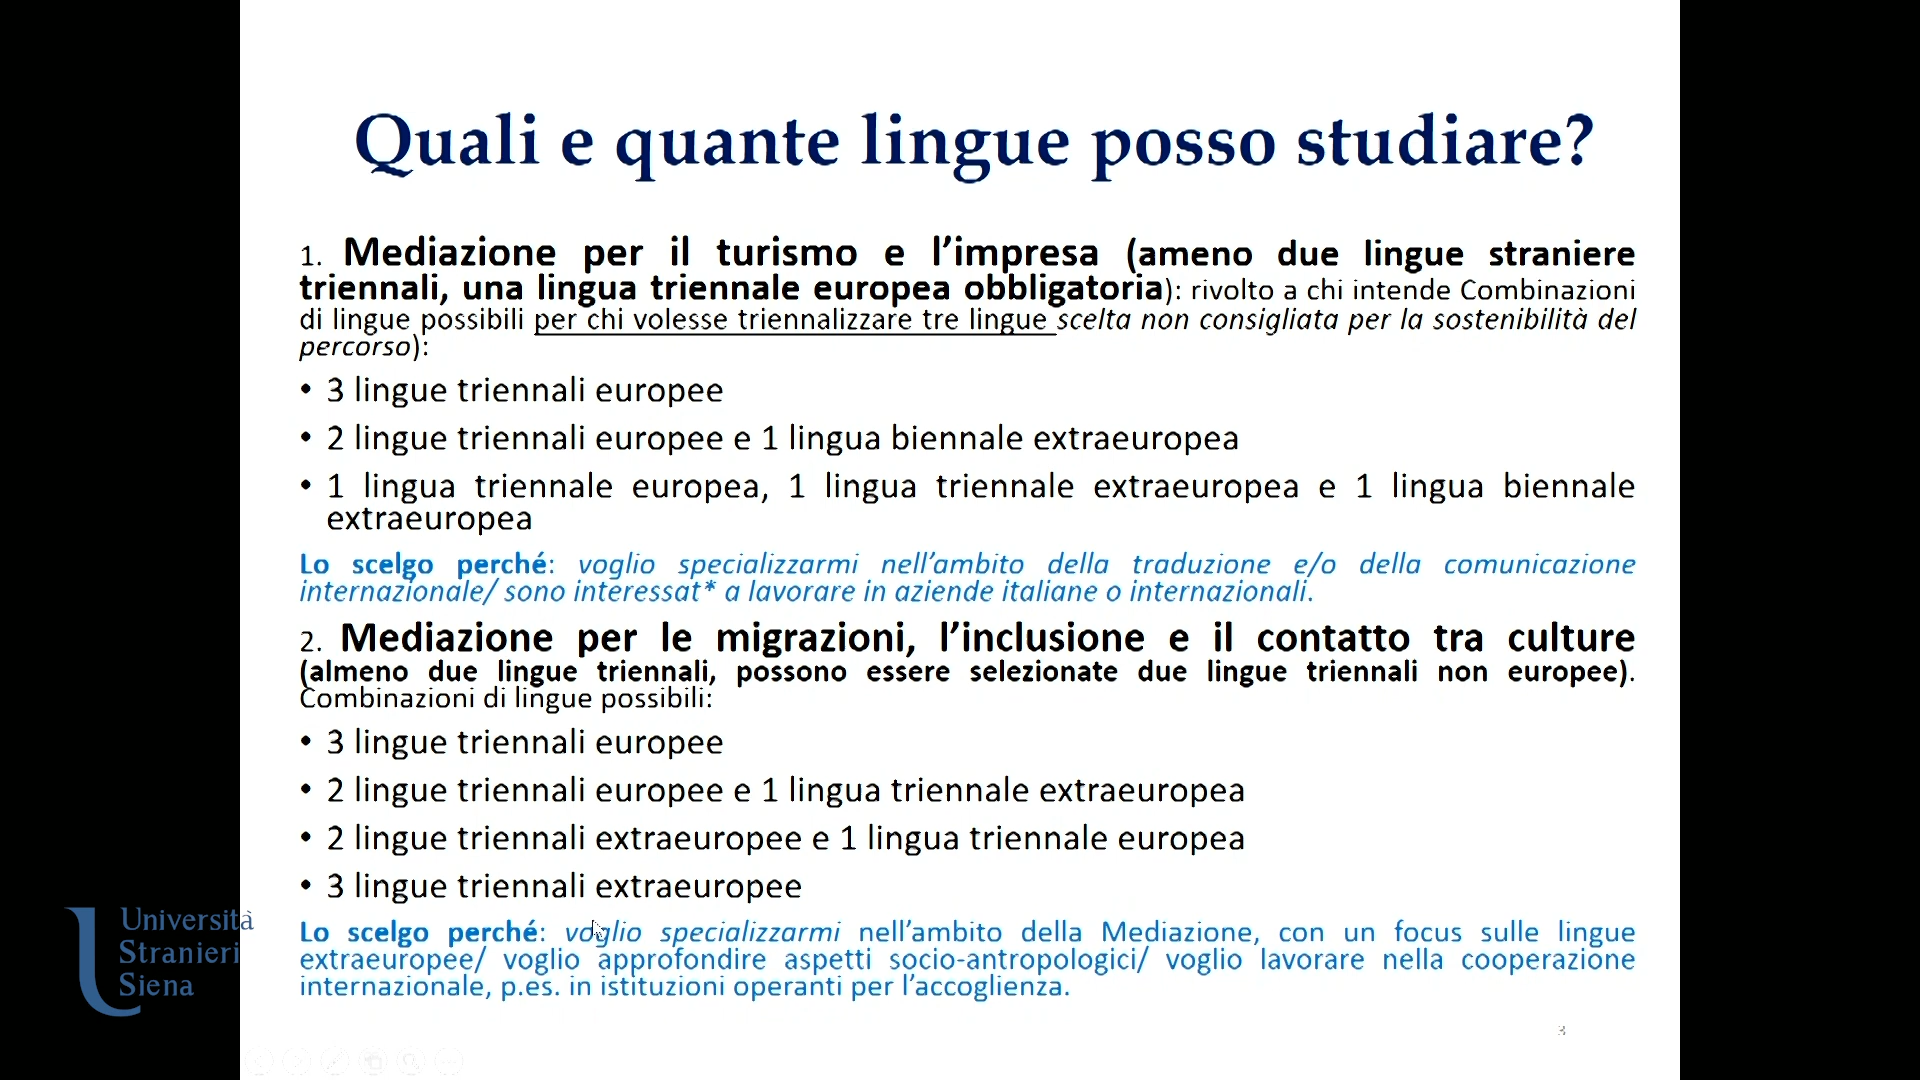 Quali e quante lingue posso studiare?
1. Mediazione per il turismo e l’impresa (ameno due lingue straniere
triennali, una lingua triennale europea obbligatoria): rivolto a chi intende Combinazioni
di lingue possibili per chi volesse triennalizzare tre lingue scelta non consigliata per la sostenibilità del
percorso):
• 3 lingue triennali europee
• 2 lingue triennali europee e 1 lingua biennale extraeuropea
• 1 lingua triennale europea, 1 lingua triennale extraeuropea e 1 lingua biennale
extraeuropea
Lo scelgo perché: voglio specializzarmi nell’ambito della traduzione e/o della comunicazione
internazionale/ sono interessat* a lavorare in aziende italiane o internazionali.
2. Mediazione per le migrazioni, l’inclusione e il contatto tra culture
(almeno due lingue triennali, possono essere selezionate due lingue triennali non europee).
Combinazioni di lingue possibili:
• 3 lingue triennali europee
• 2 lingue triennali europee e 1 lingua triennale extraeuropea
• 2 lingue triennali extraeuropee e 1 lingua triennale europea
• 3 lingue triennali extraeuropee
Lo scelgo perché: voglio specializzarmi nell’ambito della Mediazione, con un focus sulle lingue
extraeuropee/ voglio approfondire aspetti socio-antropologici/ voglio lavorare nella cooperazione
internazionale, p.es. in istituzioni operanti per l’accoglienza.
Università
Stranieri
Siena
3